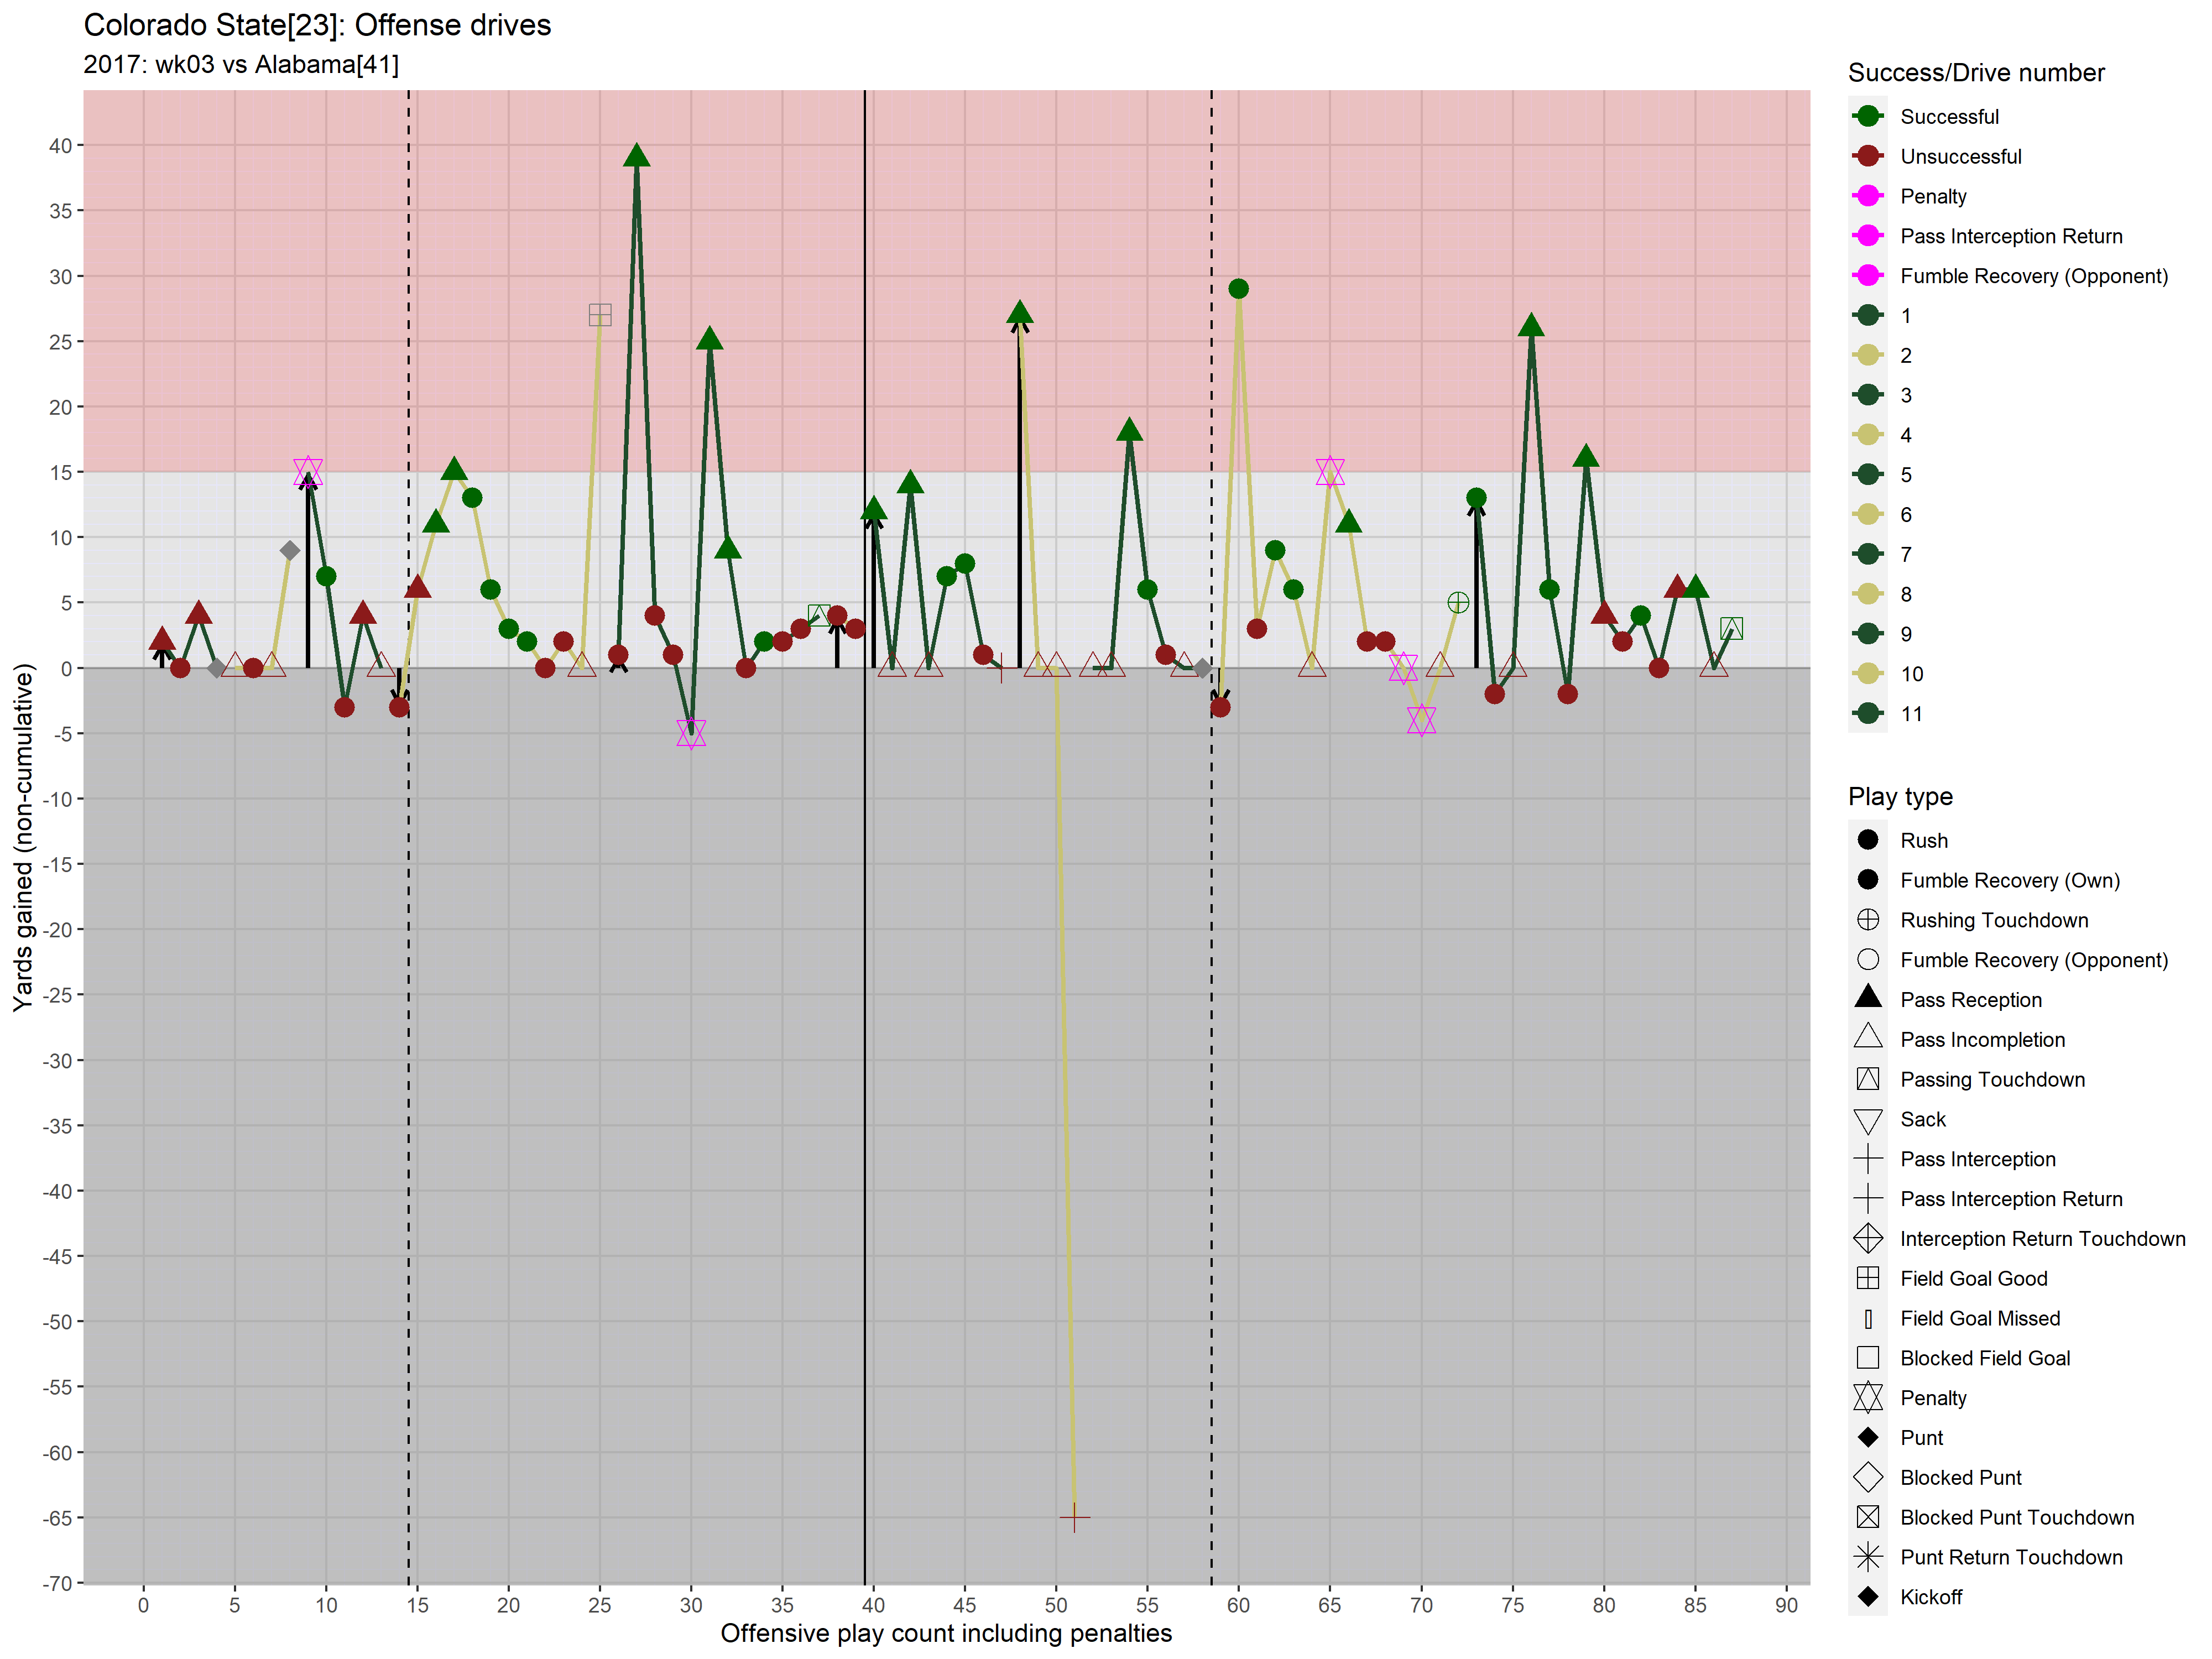 Colorado State[23]: Offense drives
2017: wk03 vs Alabama[41]
Yards gained (non-cumulative)
40
35
30
25
20
15
10
5
0
-5
-10
-15
-20
-25
-30
-35
-40
-45
-50
-55
-60
-65
-70
0 5 10 15 20 25 30 35 40 45 50 55 60 65 70 75 80 85 90
Offensive play count including penalties
Success/Drive number
Successful
Unsuccessful
Penalty
Pass Interception Return
Fumble Recovery (Opponent)
1
2
3
4
5
6
7
8
9
10
11
Play type
Rush
Fumble Recovery (Own)
Rushing Touchdown
Fumble Recovery (Opponent)
Pass Reception
Pass Incompletion
Passing Touchdown
Sack
Pass Interception
Pass Interception Return
Interception Return Touchdown
Field Goal Good
Field Goal Missed
Blocked Field Goal
Penalty
Punt
Blocked Punt
Blocked Punt Touchdown
Punt Return Touchdown
Kickoff